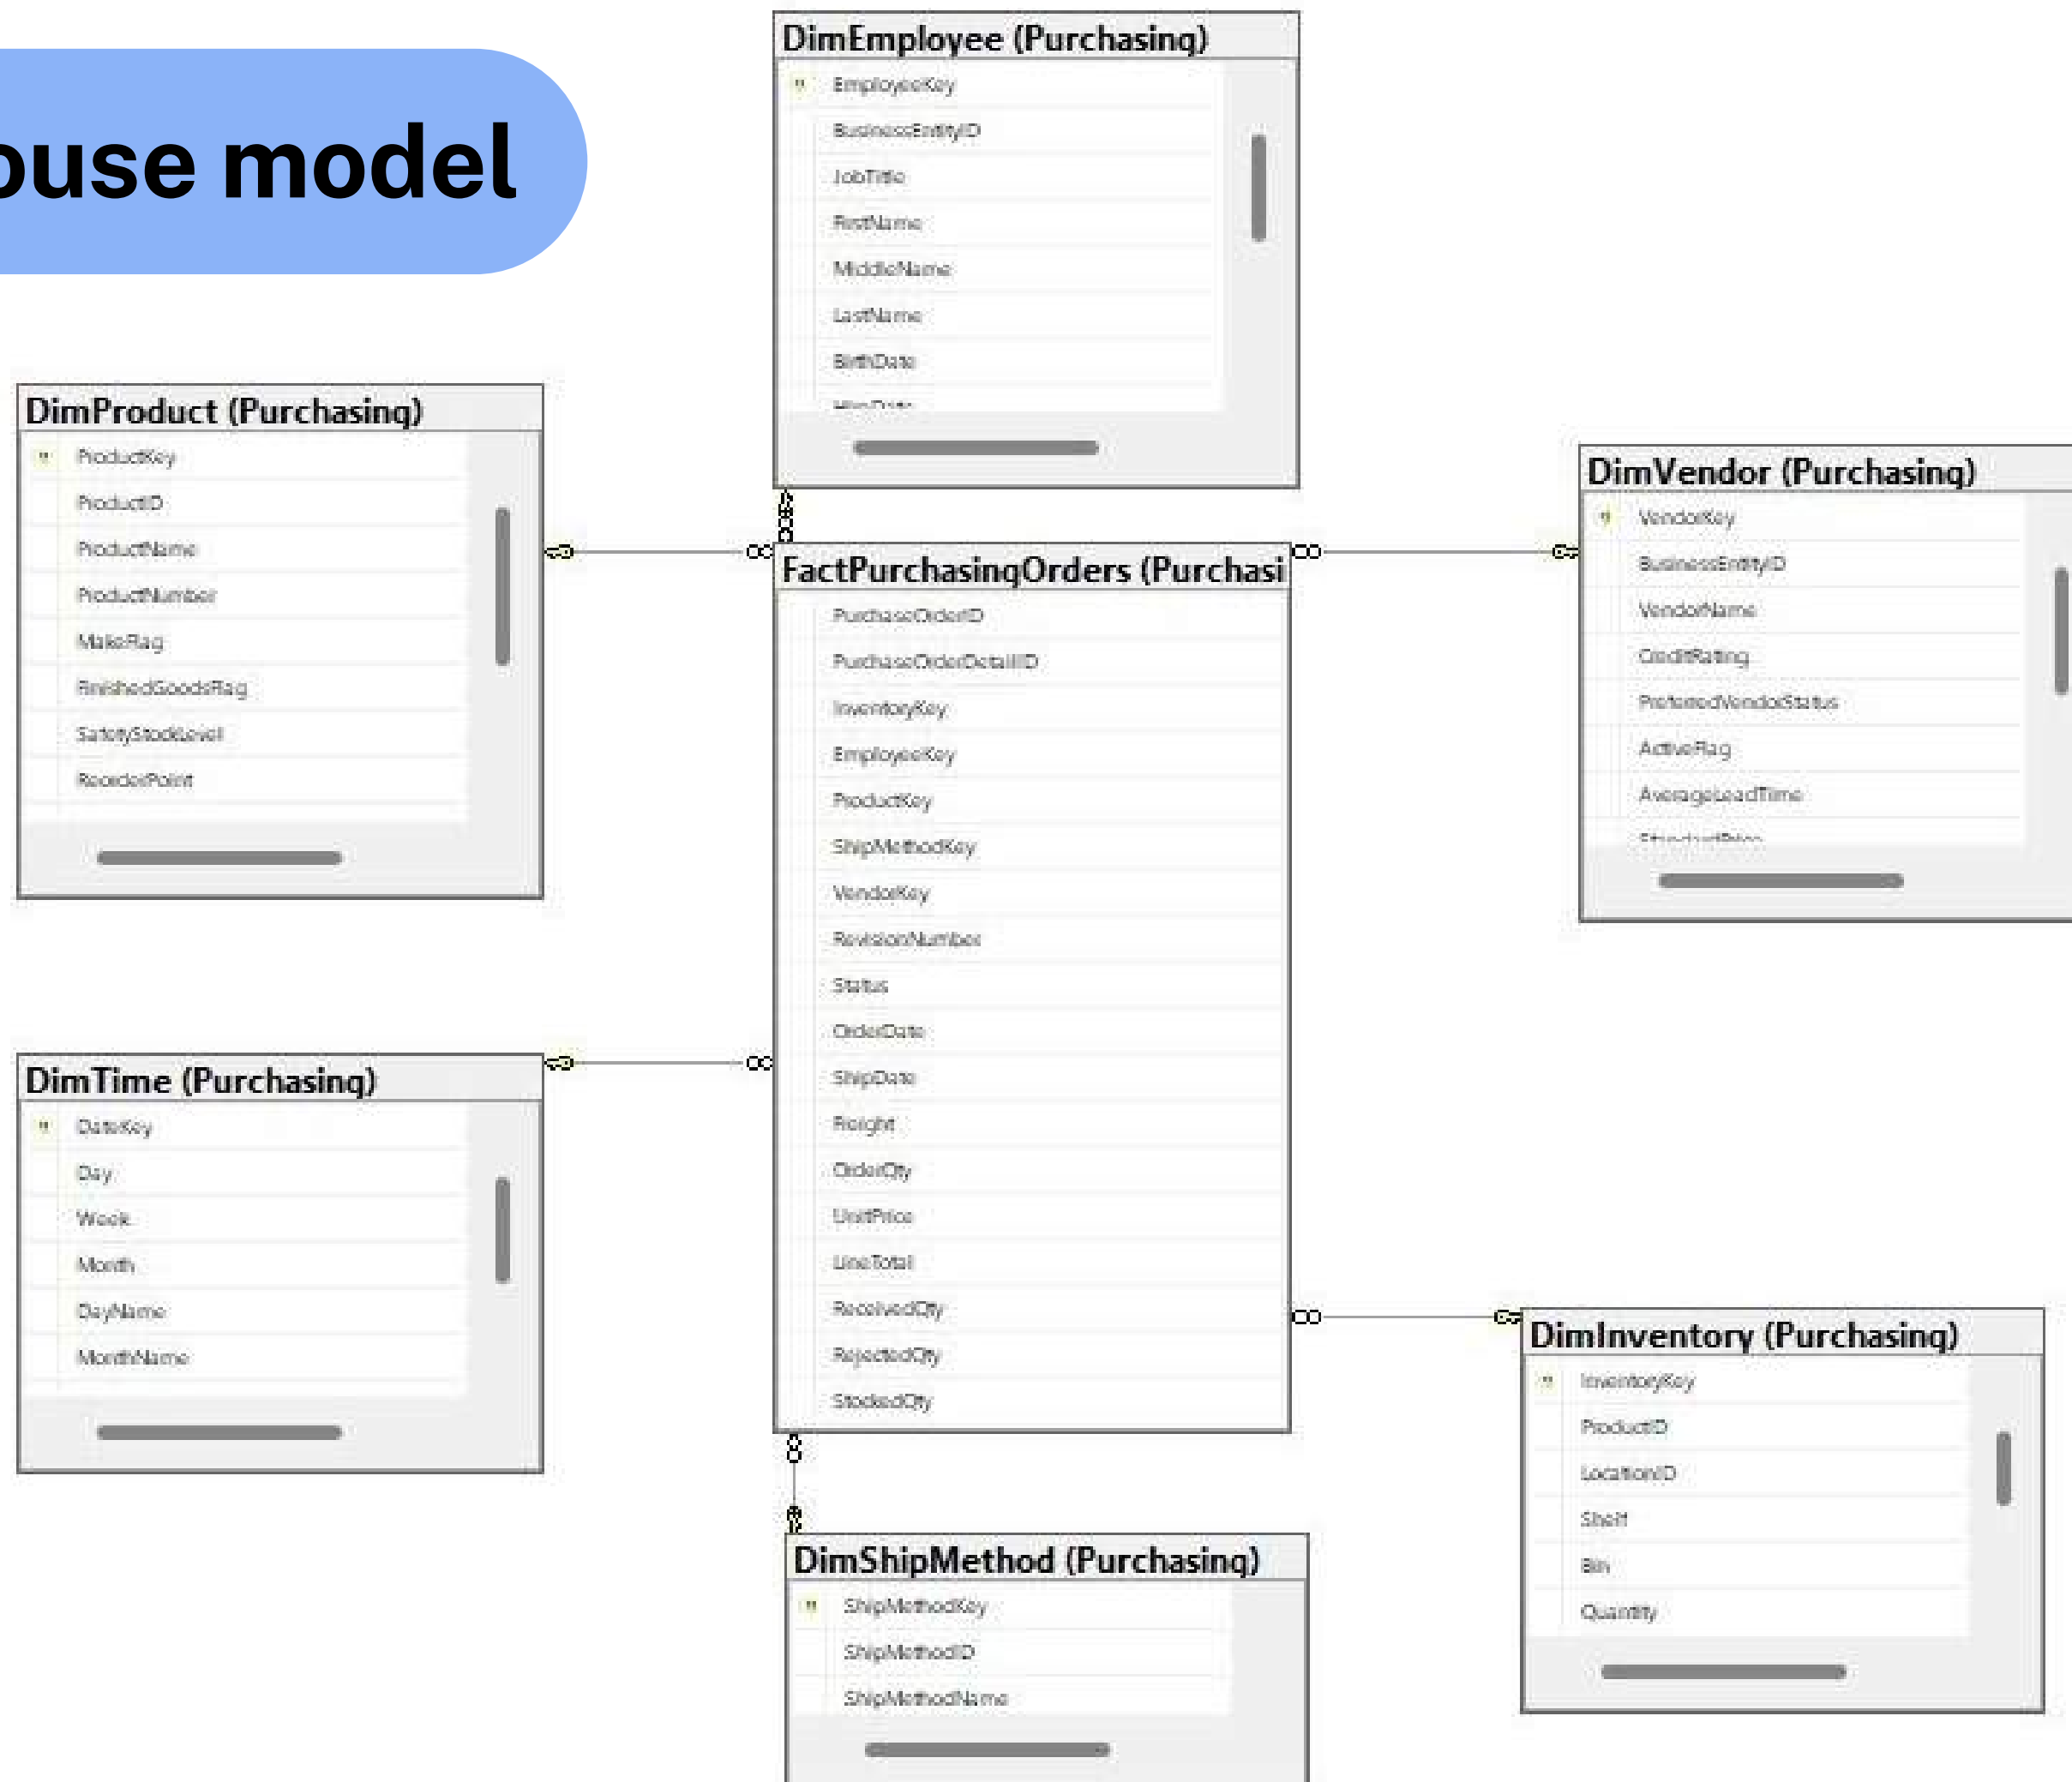 ouse model
DimEmployee (Purchasing)
EmployeeKey
BusinessEntityID
JobTitle
FirstName
MiddleName
LastName
BirthDate
HireDate
DimProduct (Purchasing)
ProductKey
ProductID
ProductName
ProductNumber
MakeFlag
FinishedGoodsFlag
SafetyStockLevel
ReorderPoint
DimVendor (Purchasing)
VendorKey
BusinessEntityID
VendorName
CreditRating
PreferredVendorStatus
ActiveFlag
AverageLeadTime
StandardPrice
FactPurchasingOrders (Purchasi
PurchaseOrderID
PurchaseOrderDetailID
InventoryKey
EmployeeKey
ProductKey
ShipMethodKey
VendorKey
RevisionNumber
Status
OrderDate
ShipDate
Freight
OrderQty
UnitPrice
LineTotal
ReceivedQty
RejectedQty
StockedQty
DimTime (Purchasing)
DateKey
Day
Week
Month
DayName
MonthName
DimInventory (Purchasing)
InventoryKey
ProductID
LocationID
Shelf
Bin
Quantity
DimShipMethod (Purchasing)
ShipMethodKey
ShipMethodID
ShipMethodName